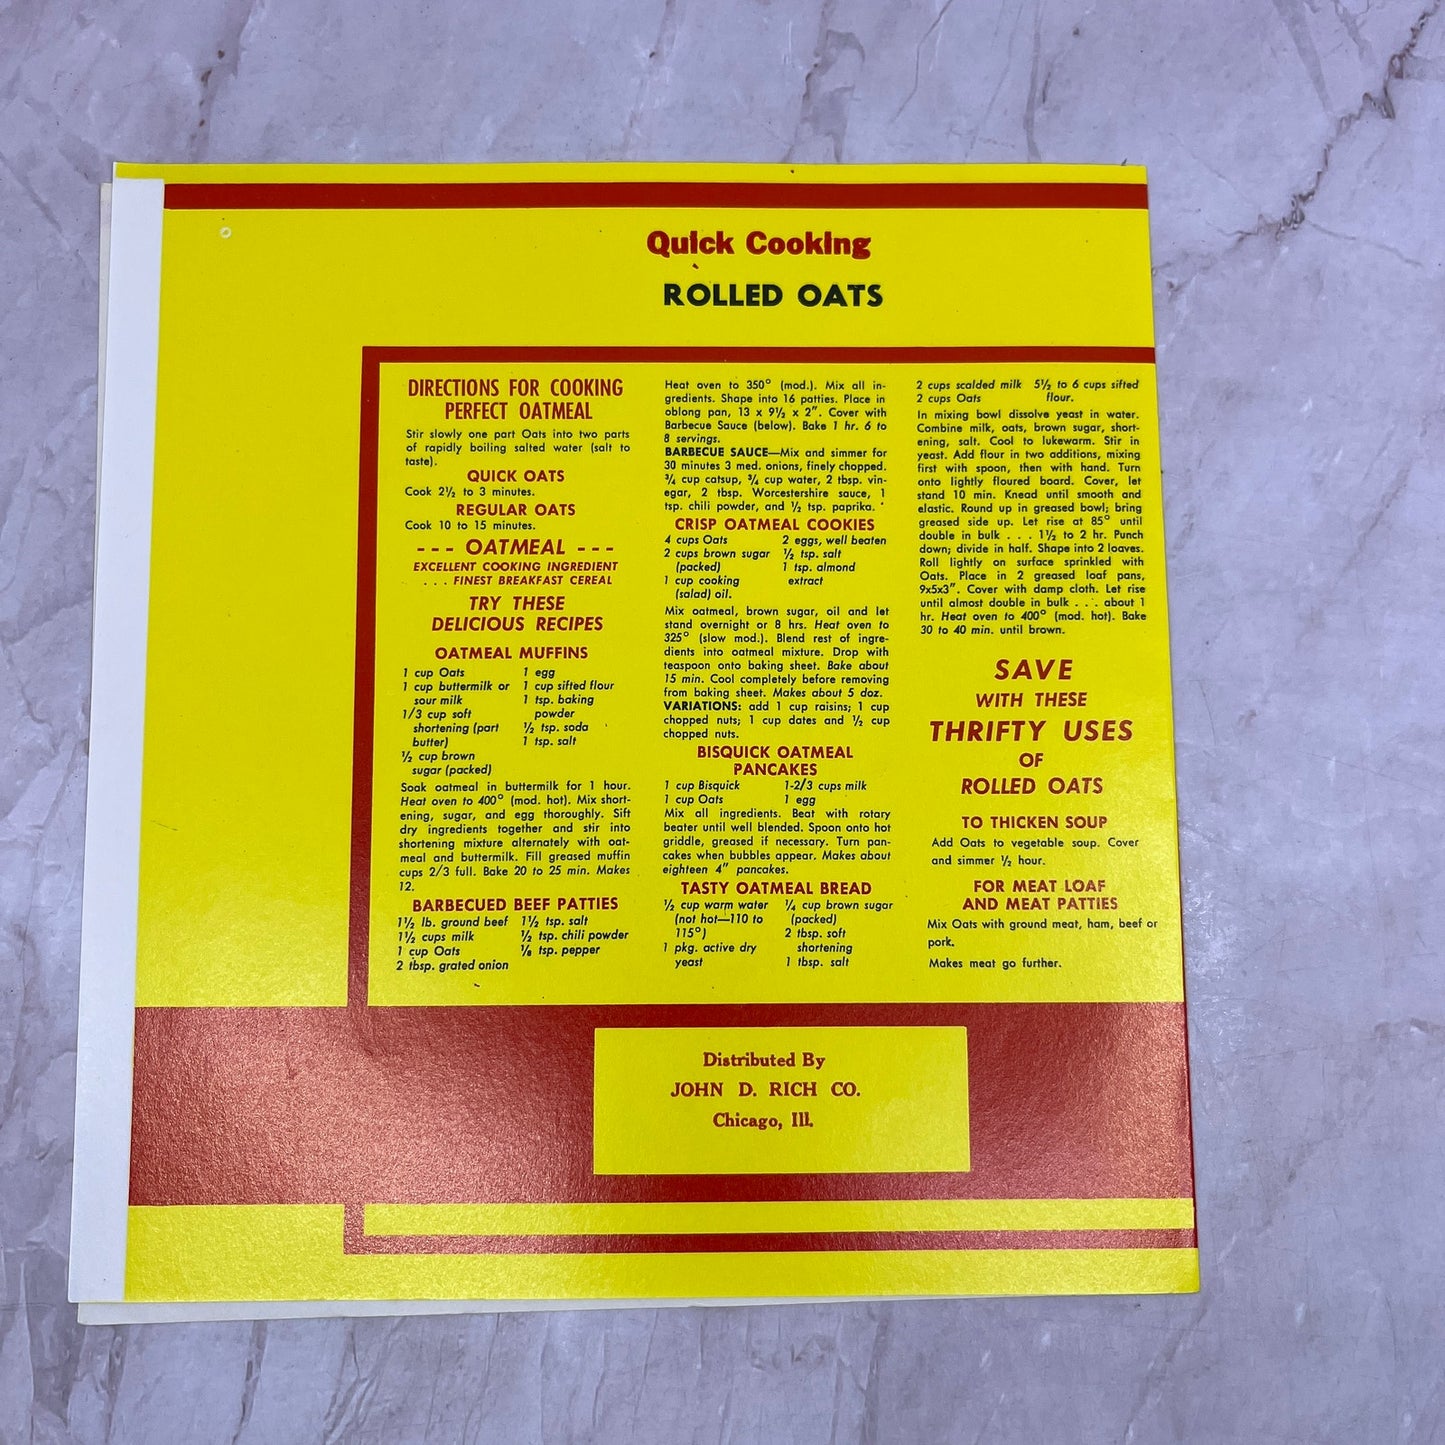 Quick Cooking
ROLLED OATS
DIRECTIONS FOR COOKING
PERFECT OATMEAL
Stir slowly one part Oats into two parts
of rapidly boiling salted water (salt to
taste).
QUICK OATS
Cook 2½ to 3 minutes.
REGULAR OATS
Cook 10 to 15 minutes.
--- OATMEAL ---
EXCELLENT COOKING INGREDIENT
. . . FINEST BREAKFAST CEREAL
TRY THESE
DELICIOUS RECIPES
OATMEAL MUFFINS
1 cup Oats
1 cup buttermilk or
sour milk
1/3 cup soft
shortening (part
butter)
½ cup brown
sugar (packed)
1 egg
1 cup sifted flour
1 tsp. baking
powder
½ tsp. soda
1 tsp. salt
Soak oatmeal in buttermilk for 1 hour.
Heat oven to 400° (mod. hot). Mix short-
ening, sugar, and egg thoroughly. Sift
dry ingredients together and stir into
shortening mixture alternately with oat-
meal and buttermilk. Fill greased muffin
cups 2/3 full. Bake 20 to 25 min. Makes
12.
BARBECUED BEEF PATTIES
1½ lb. ground beef
1½ cups milk
1 cup Oats
2 tbsp. grated onion
1½ tsp. salt
½ tsp. chili powder
⅛ tsp. pepper
Heat oven to 350° (mod.). Mix all in-
gredients. Shape into 16 patties. Place in
oblong pan, 13 x 9½ x 2". Cover with
Barbecue Sauce (below). Bake 1 hr. 6 to
8 servings.
BARBECUE SAUCE—Mix and simmer for
30 minutes 3 med. onions, finely chopped.
¾ cup catsup, ¾ cup water, 2 tbsp. vin-
egar, 2 tbsp. Worcestershire sauce, 1
tsp. chili powder, and ½ tsp. paprika.
CRISP OATMEAL COOKIES
4 cups Oats
2 cups brown sugar
(packed)
1 cup cooking
(salad) oil.
2 eggs, well beaten
½ tsp. salt
1 tsp. almond
extract
Mix oatmeal, brown sugar, oil and let
stand overnight or 8 hrs. Heat oven to
325° (slow mod.). Blend rest of ingre-
dients into oatmeal mixture. Drop with
teaspoon onto baking sheet. Bake about
15 min. Cool completely before removing
from baking sheet. Makes about 5 doz.
VARIATIONS: add 1 cup raisins; 1 cup
chopped nuts; 1 cup dates and ½ cup
chopped nuts.
BISQUICK OATMEAL
PANCAKES
1 cup Bisquick
1 cup Oats
1-2/3 cups milk
1 egg
Mix all ingredients. Beat with rotary
beater until well blended. Spoon onto hot
griddle, greased if necessary. Turn pan-
cakes when bubbles appear. Makes about
eighteen 4" pancakes.
TASTY OATMEAL BREAD
½ cup warm water
(not hot—110 to
115°)
1 pkg. active dry
yeast
¼ cup brown sugar
(packed)
2 tbsp. soft
shortening
1 tbsp. salt
2 cups scalded milk
2 cups Oats
5½ to 6 cups sifted
flour.
In mixing bowl dissolve yeast in water.
Combine milk, oats, brown sugar, short-
ening, salt. Cool to lukewarm. Stir in
yeast. Add flour in two additions, mixing
first with spoon, then with hand. Turn
onto lightly floured board. Cover, let
stand 10 min. Knead until smooth and
elastic. Round up in greased bowl; bring
greased side up. Let rise at 85° until
double in bulk . . . 1½ to 2 hr. Punch
down; divide in half. Shape into 2 loaves.
Roll lightly on surface sprinkled with
Oats. Place in 2 greased loaf pans,
9x5x3". Cover with damp cloth. Let rise
until almost double in bulk . . . about 1
hr. Heat oven to 400° (mod. hot). Bake
30 to 40 min. until brown.
SAVE
WITH THESE
THRIFTY USES
OF
ROLLED OATS
TO THICKEN SOUP
Add Oats to vegetable soup. Cover
and simmer ½ hour.
FOR MEAT LOAF
AND MEAT PATTIES
Mix Oats with ground meat, ham, beef or
pork.
Makes meat go further.
Distributed By
JOHN D. RICH CO.
Chicago, Ill.